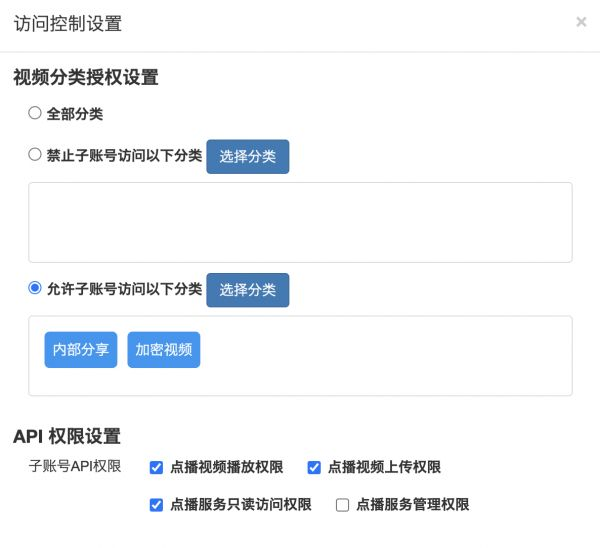 访问控制设置 ×
视频分类授权设置
全部分类
禁止子账号访问以下分类 选择分类
允许子账号访问以下分类 选择分类
内部分享 加密视频
API 权限设置
子账号API权限 点播视频播放权限 点播视频上传权限
点播服务只读访问权限 点播服务管理权限